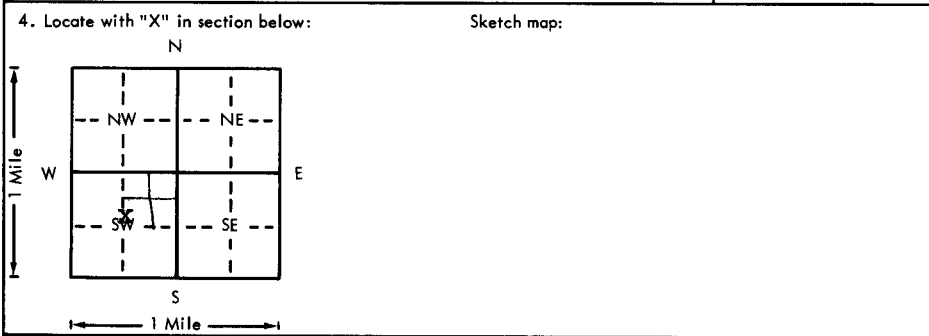 4. Locate with "X" in section below:
Sketch map:
N
NW NE
W E
1 Mile
X
SW SE
S
1 Mile